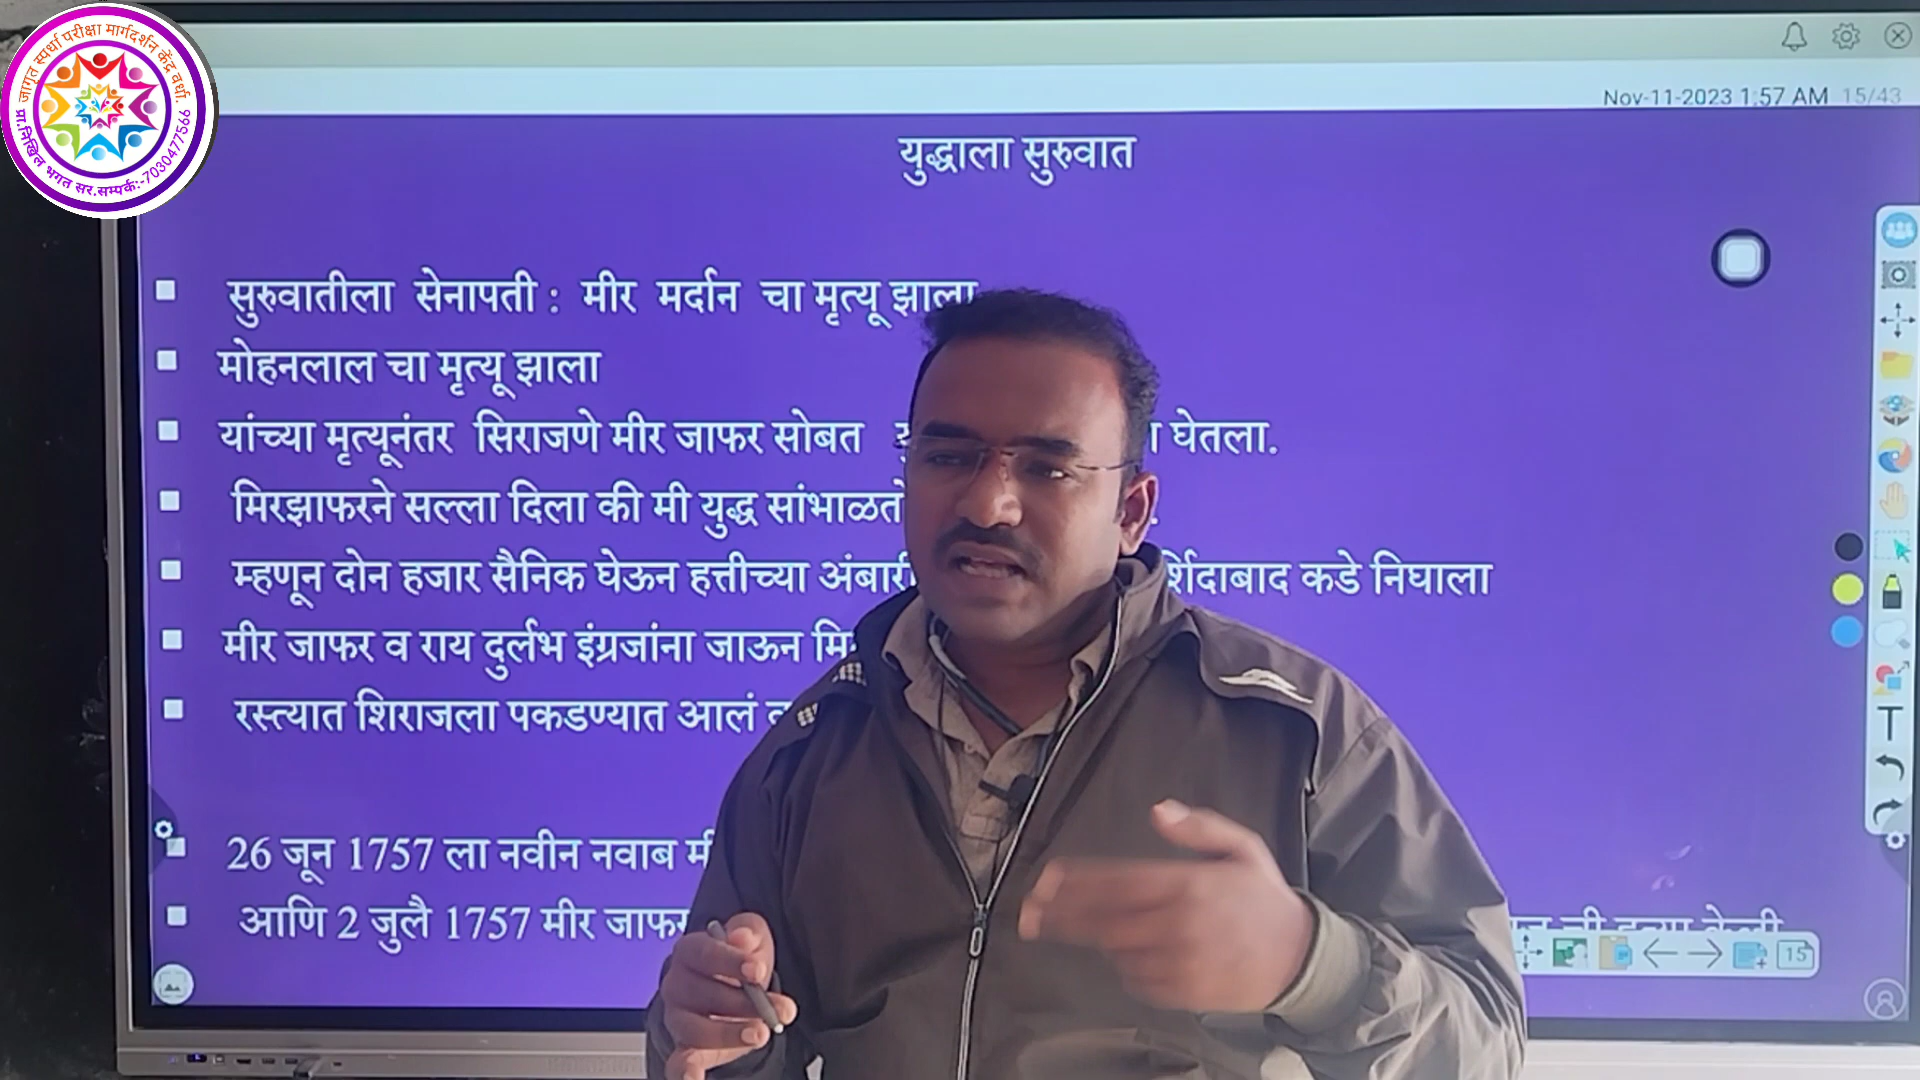 जागृत स्पर्धा परीक्षा मार्गदर्शन केंद्र वर्धा.
प्रा.निखिल भगत सर.सम्पर्क:-7030477566
Nov-11-2023 1:57 AM 15/43
युद्धाला सुरुवात
सुरुवातीला सेनापती : मीर मर्दान चा मृत्यू झाला
मोहनलाल चा मृत्यू झाला
यांच्या मृत्यूनंतर सिराजणे मीर जाफर सोबत घेतला.
मिरझाफरने सल्ला दिला की मी युद्ध सांभाळतो
म्हणून दोन हजार सैनिक घेऊन हत्तीच्या कडे निघाला
मीर जाफर व राय दुर्लभ इंग्रजांना जाऊन
रस्त्यात शिराजला पकडण्यात आलं
26 जून 1757 ला नवीन नवाब
आणि 2 जुलै 1757 मीर जाफर
T
15